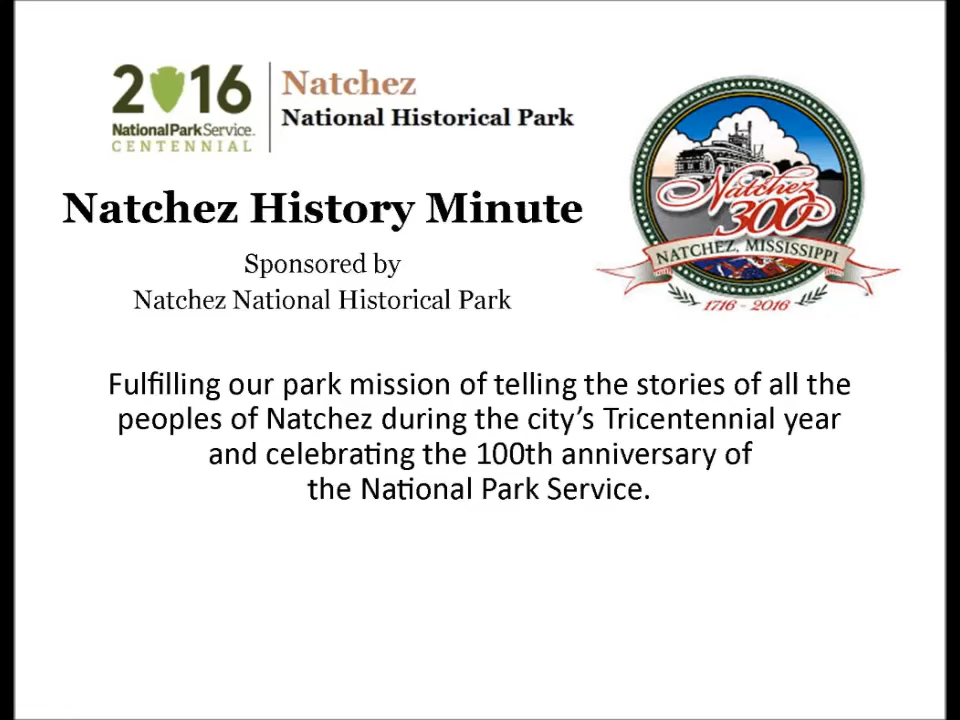 2016
National Park Service
CENTENNIAL
Natchez
National Historical Park
Natchez History Minute
Sponsored by
Natchez National Historical Park
Natchez
300
NATCHEZ, MISSISSIPPI
1716 - 2016
Fulfilling our park mission of telling the stories of all the
peoples of Natchez during the city’s Tricentennial year
and celebrating the 100th anniversary of
the National Park Service.